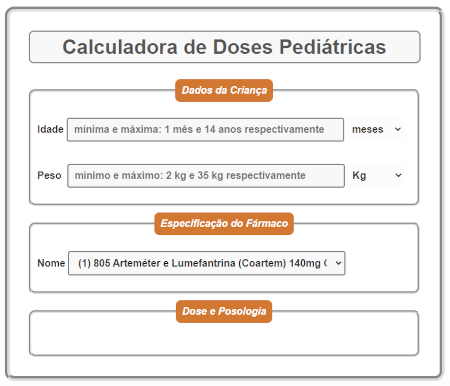 Calculadora de Doses Pediátricas
Dados da Criança
Idade mínima e máxima: 1 mês e 14 anos respectivamente meses
Peso mínimo e máximo: 2 kg e 35 kg respectivamente Kg
Especificação do Fármaco
Nome (1) 805 Arteméter e Lumefantrina (Coartem) 140mg
Dose e Posologia